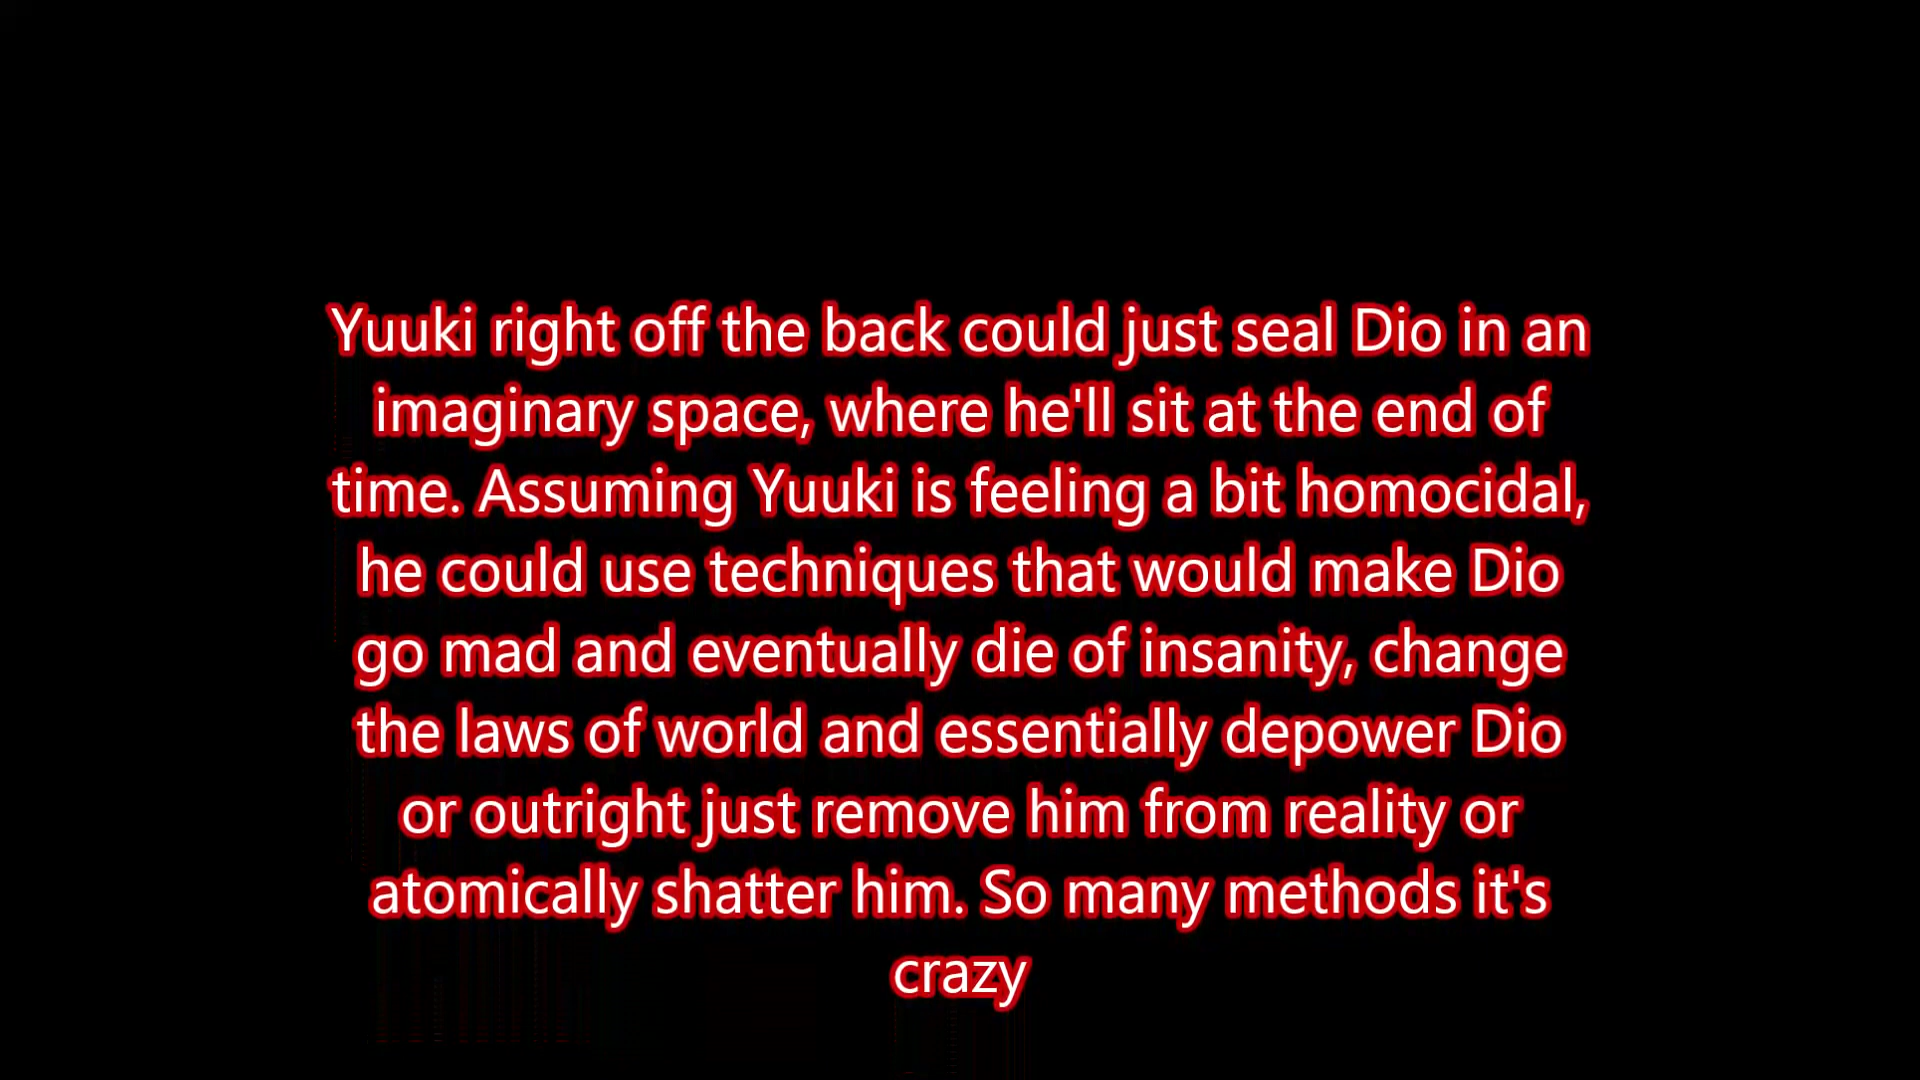 Yuuki right off the back could just seal Dio in an
imaginary space, where he'll sit at the end of
time. Assuming Yuuki is feeling a bit homocidal,
he could use techniques that would make Dio
go mad and eventually die of insanity, change
the laws of world and essentially depower Dio
or outright just remove him from reality or
atomically shatter him. So many methods it's
crazy